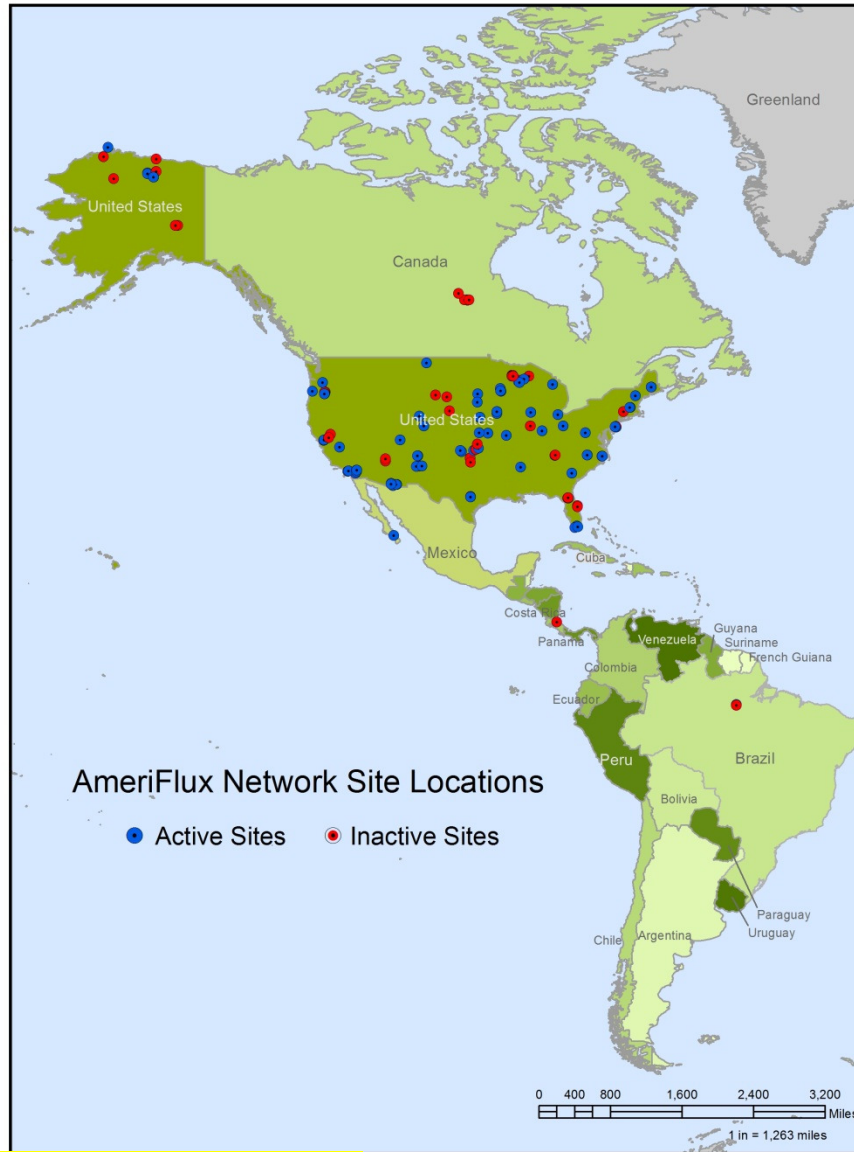 Greenland
United States
Canada
United States
Mexico
Cuba
Costa Rica
Panama
Venezuela
Guyana
Suriname
French Guiana
Colombia
Ecuador
Peru
Brazil
Bolivia
AmeriFlux Network Site Locations
Active Sites
Inactive Sites
Paraguay
Uruguay
Chile
Argentina
0 400 800 1,600 2,400 3,200
Miles
1 in = 1,263 miles